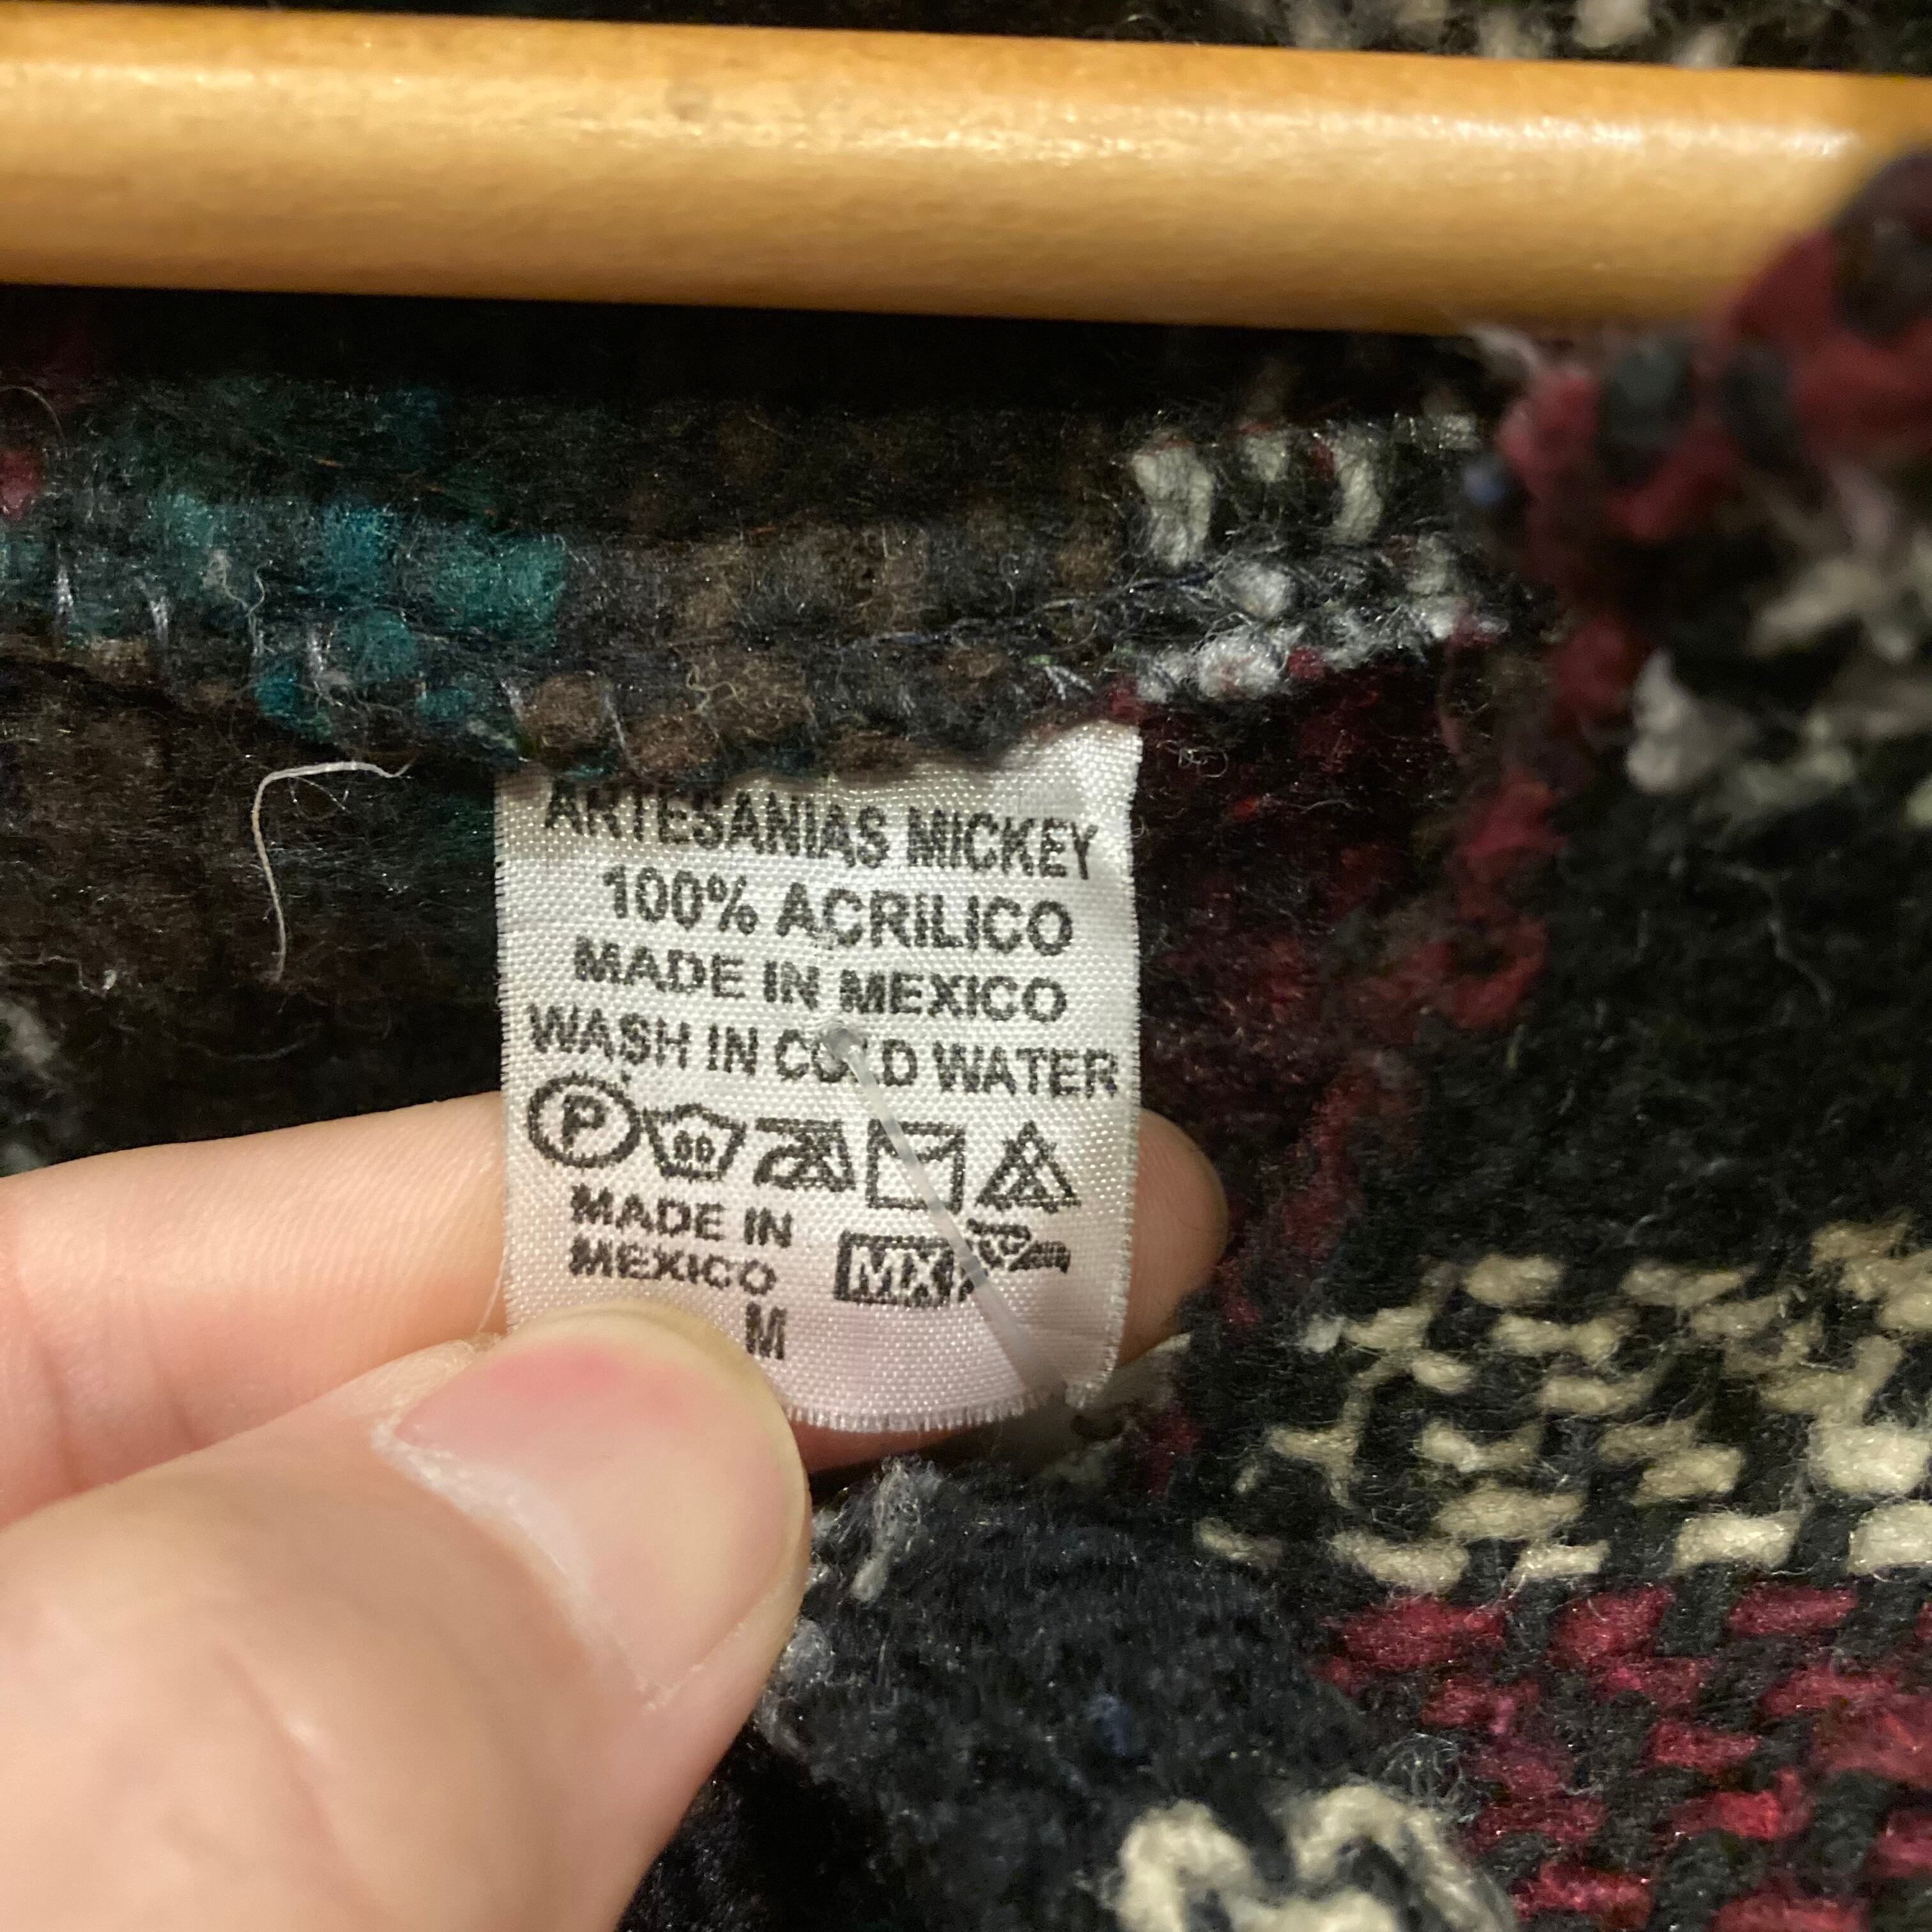 ARTESANIAS MICKEY
100% ACRILICO
MADE IN MEXICO
WASH IN COLD WATER
P
MADE IN
MEXICO
MX
M